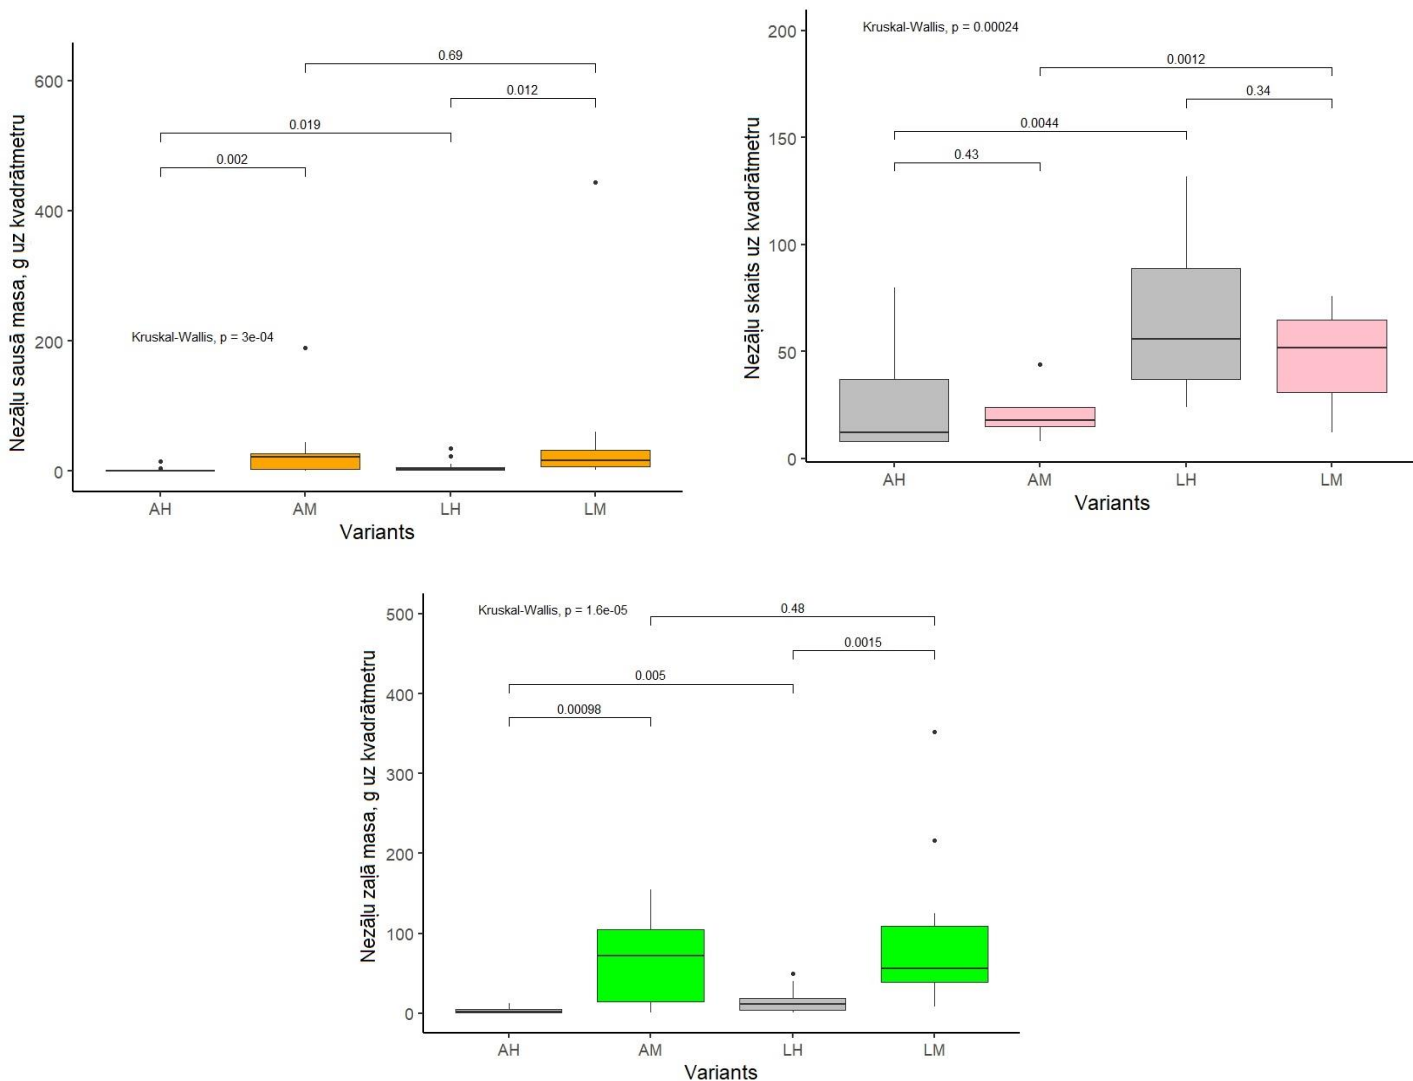 Nezāļu sausā masa, g uz kvadrātmetru
600
400
200
0
0.69
0.012
0.019
0.002
Kruskal-Wallis, p = 3e-04
AH AM LH LM
Variants
Nezāļu skaits uz kvadrātmetru
200
150
100
50
0
Kruskal-Wallis, p = 0.00024
0.0012
0.34
0.0044
0.43
AH AM LH LM
Variants
Nezāļu zaļā masa, g uz kvadrātmetru
500
400
300
200
100
0
Kruskal-Wallis, p = 1.6e-05
0.48
0.0015
0.005
0.00098
AH AM LH LM
Variants